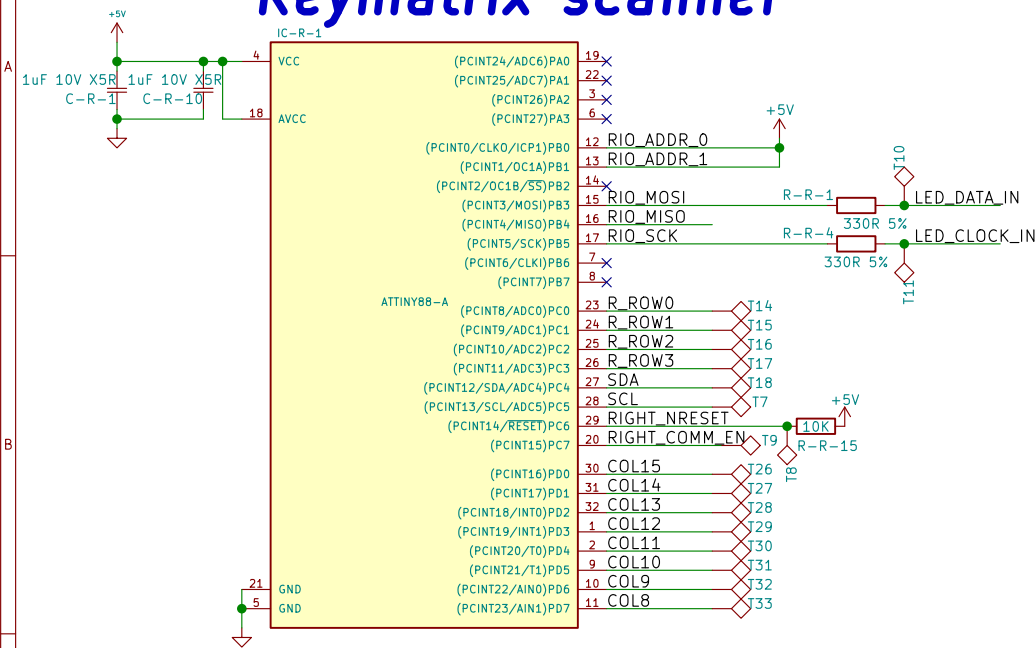 Keymatrix scanner
+5V
IC-R-1
A
4 VCC (PCINT24/ADC6)PA0 19
1uF 10V X5R 1uF 10V X5R (PCINT25/ADC7)PA1 22
C-R-1 C-R-10 (PCINT26)PA2 3
18 AVCC (PCINT27)PA3 6
+5V
(PCINT0/CLKO/ICP1)PB0 12 RIO_ADDR_0
(PCINT1/OC1A)PB1 13 RIO_ADDR_1
T10
(PCINT2/OC1B/SS)PB2 14
(PCINT3/MOSI)PB3 15 RIO_MOSI R-R-1 LED_DATA_IN
330R 5%
(PCINT4/MISO)PB4 16 RIO_MISO
(PCINT5/SCK)PB5 17 RIO_SCK R-R-4 LED_CLOCK_IN
330R 5%
(PCINT6/CLKI)PB6 7
(PCINT7)PB7 8
T11
ATTINY88-A
(PCINT8/ADC0)PC0 23 R_ROW0 T14
(PCINT9/ADC1)PC1 24 R_ROW1 T15
(PCINT10/ADC2)PC2 25 R_ROW2 T16
(PCINT11/ADC3)PC3 26 R_ROW3 T17
(PCINT12/SDA/ADC4)PC4 27 SDA T18
(PCINT13/SCL/ADC5)PC5 28 SCL T7
+5V
(PCINT14/RESET)PC6 29 RIGHT_NRESET 10K
B
(PCINT15)PC7 20 RIGHT_COMM_EN T9 R-R-15
T8
(PCINT16)PD0 30 COL15 T26
(PCINT17)PD1 31 COL14 T27
(PCINT18/INT0)PD2 32 COL13 T28
(PCINT19/INT1)PD3 1 COL12 T29
(PCINT20/T0)PD4 2 COL11 T30
(PCINT21/T1)PD5 9 COL10 T31
21 GND (PCINT22/AIN0)PD6 10 COL9 T32
5 GND (PCINT23/AIN1)PD7 11 COL8 T33